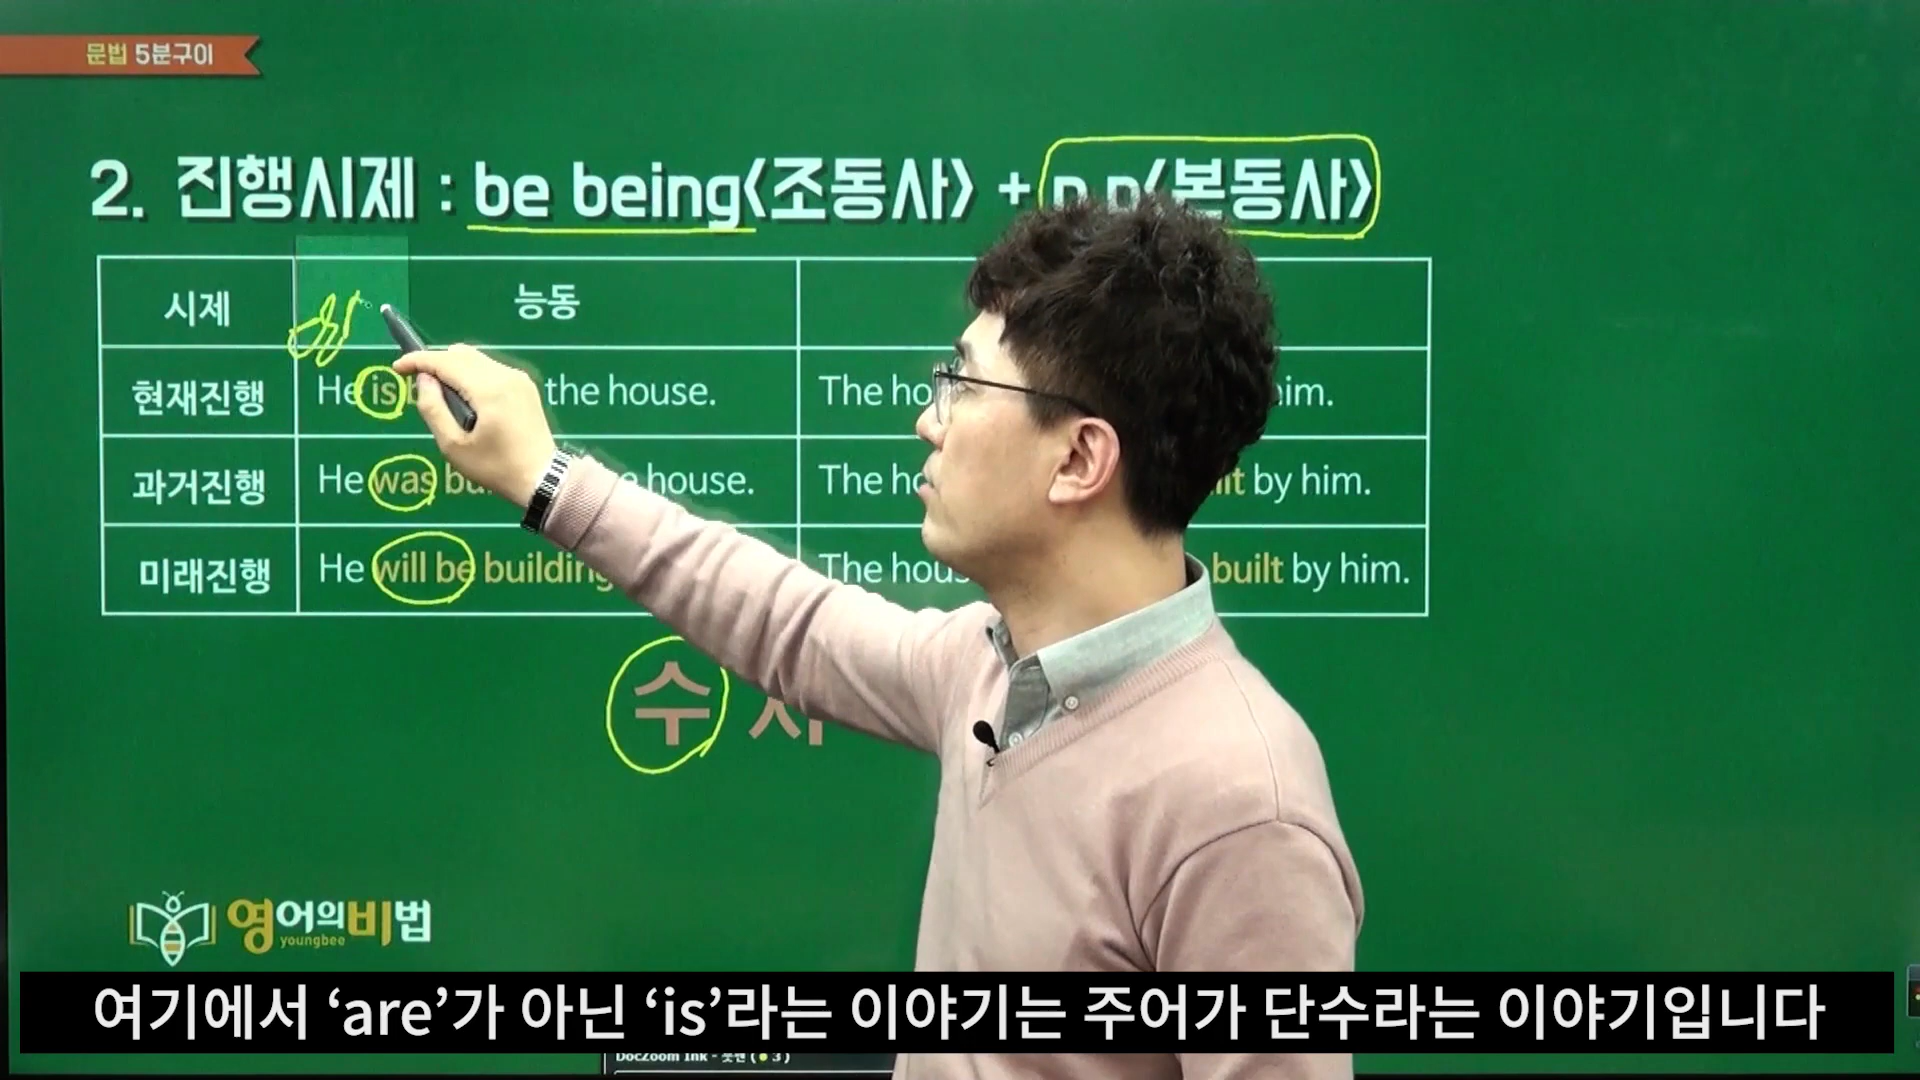 문법 5분구이
2. 진행시제 : be being<조동사> + p.p<본동사>
시제 능동
현재진행 He is the house. The him.
과거진행 He was house. The by him.
미래진행 He will be building The built by him.
수
영어의비법
youngbee
여기에서 ‘are’가 아닌 ‘is’라는 이야기는 주어가 단수라는 이야기입니다
DocZoom Ink - 펜 ( 3 )